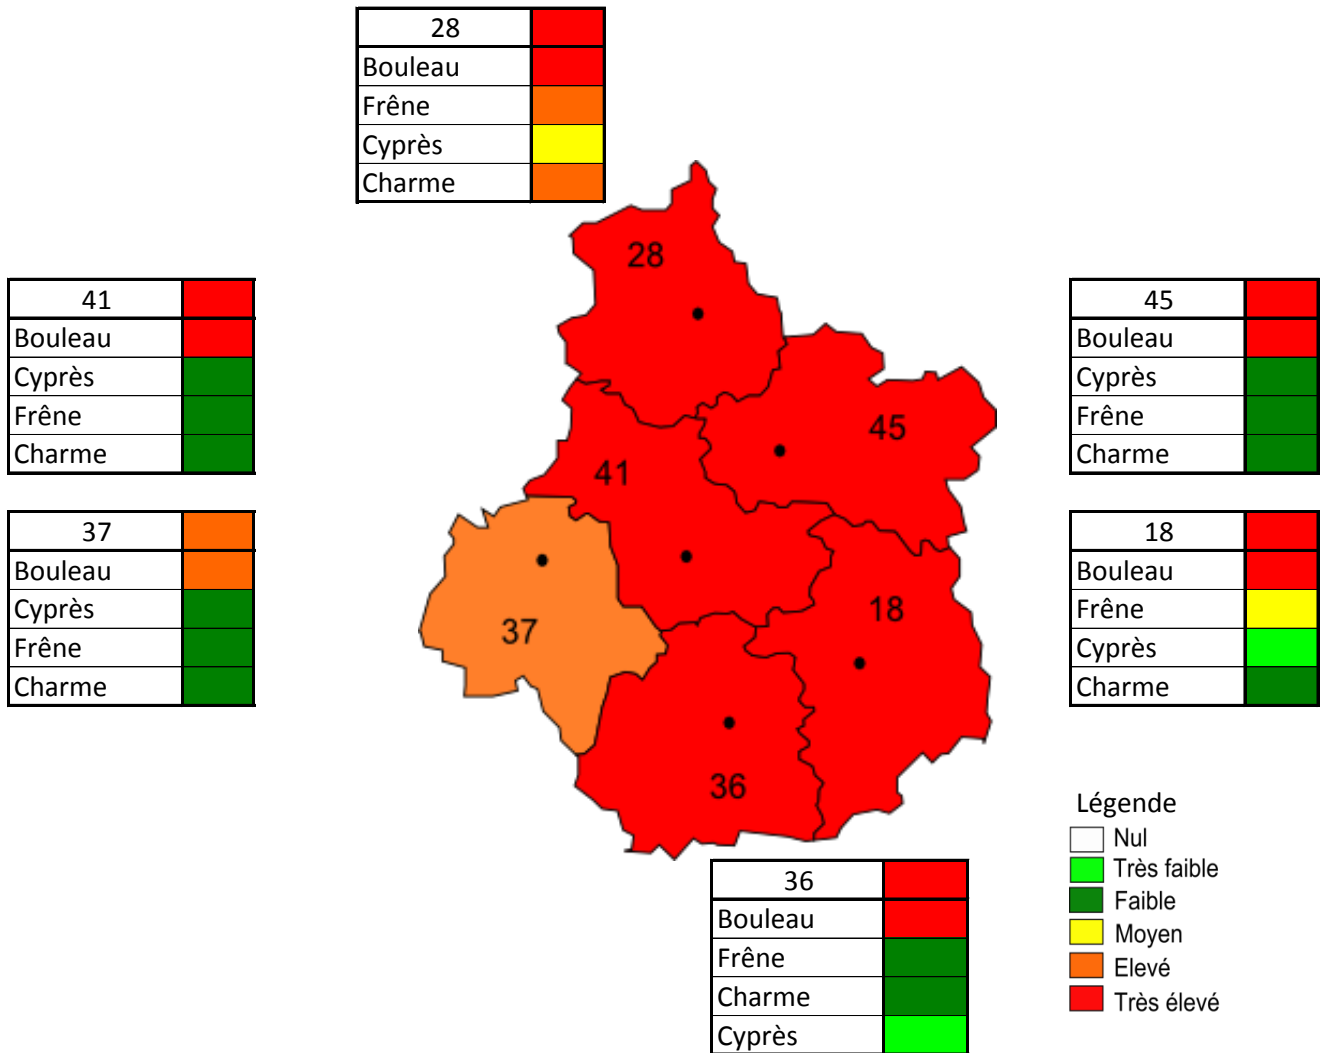 28
Bouleau
Frêne
Cyprès
Charme
41
Bouleau
Cyprès
Frêne
Charme
37
Bouleau
Cyprès
Frêne
Charme
28
45
41
18
37
36
45
Bouleau
Cyprès
Frêne
Charme
18
Bouleau
Frêne
Cyprès
Charme
36
Bouleau
Frêne
Charme
Cyprès
Légende
Nul
Très faible
Faible
Moyen
Elevé
Très élevé